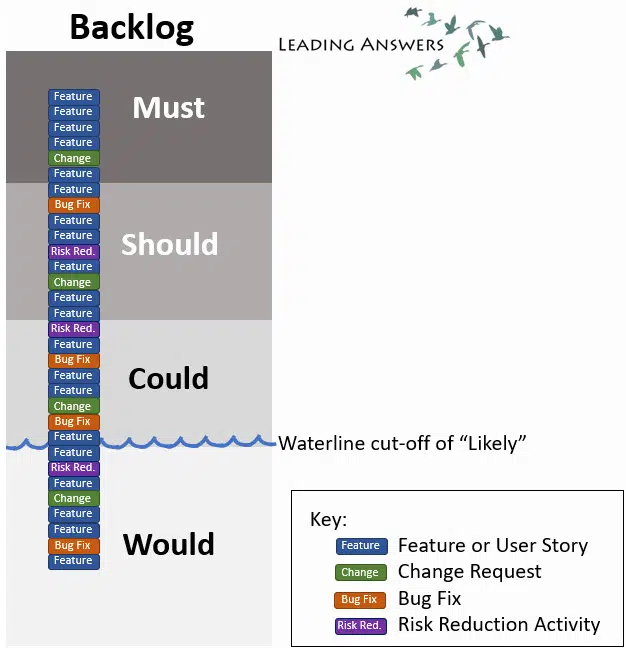 Backlog
LEADING ANSWERS
Must
Feature
Feature
Feature
Feature
Change
Feature
Feature
Should
Bug Fix
Feature
Feature
Risk Red.
Feature
Change
Feature
Feature
Could
Risk Red.
Feature
Bug Fix
Feature
Feature
Change
Bug Fix
Feature
Waterline cut-off of “Likely”
Would
Feature
Risk Red.
Feature
Change
Feature
Feature
Bug Fix
Feature
Key:
Feature Feature or User Story
Change Change Request
Bug Fix Bug Fix
Risk Red. Risk Reduction Activity